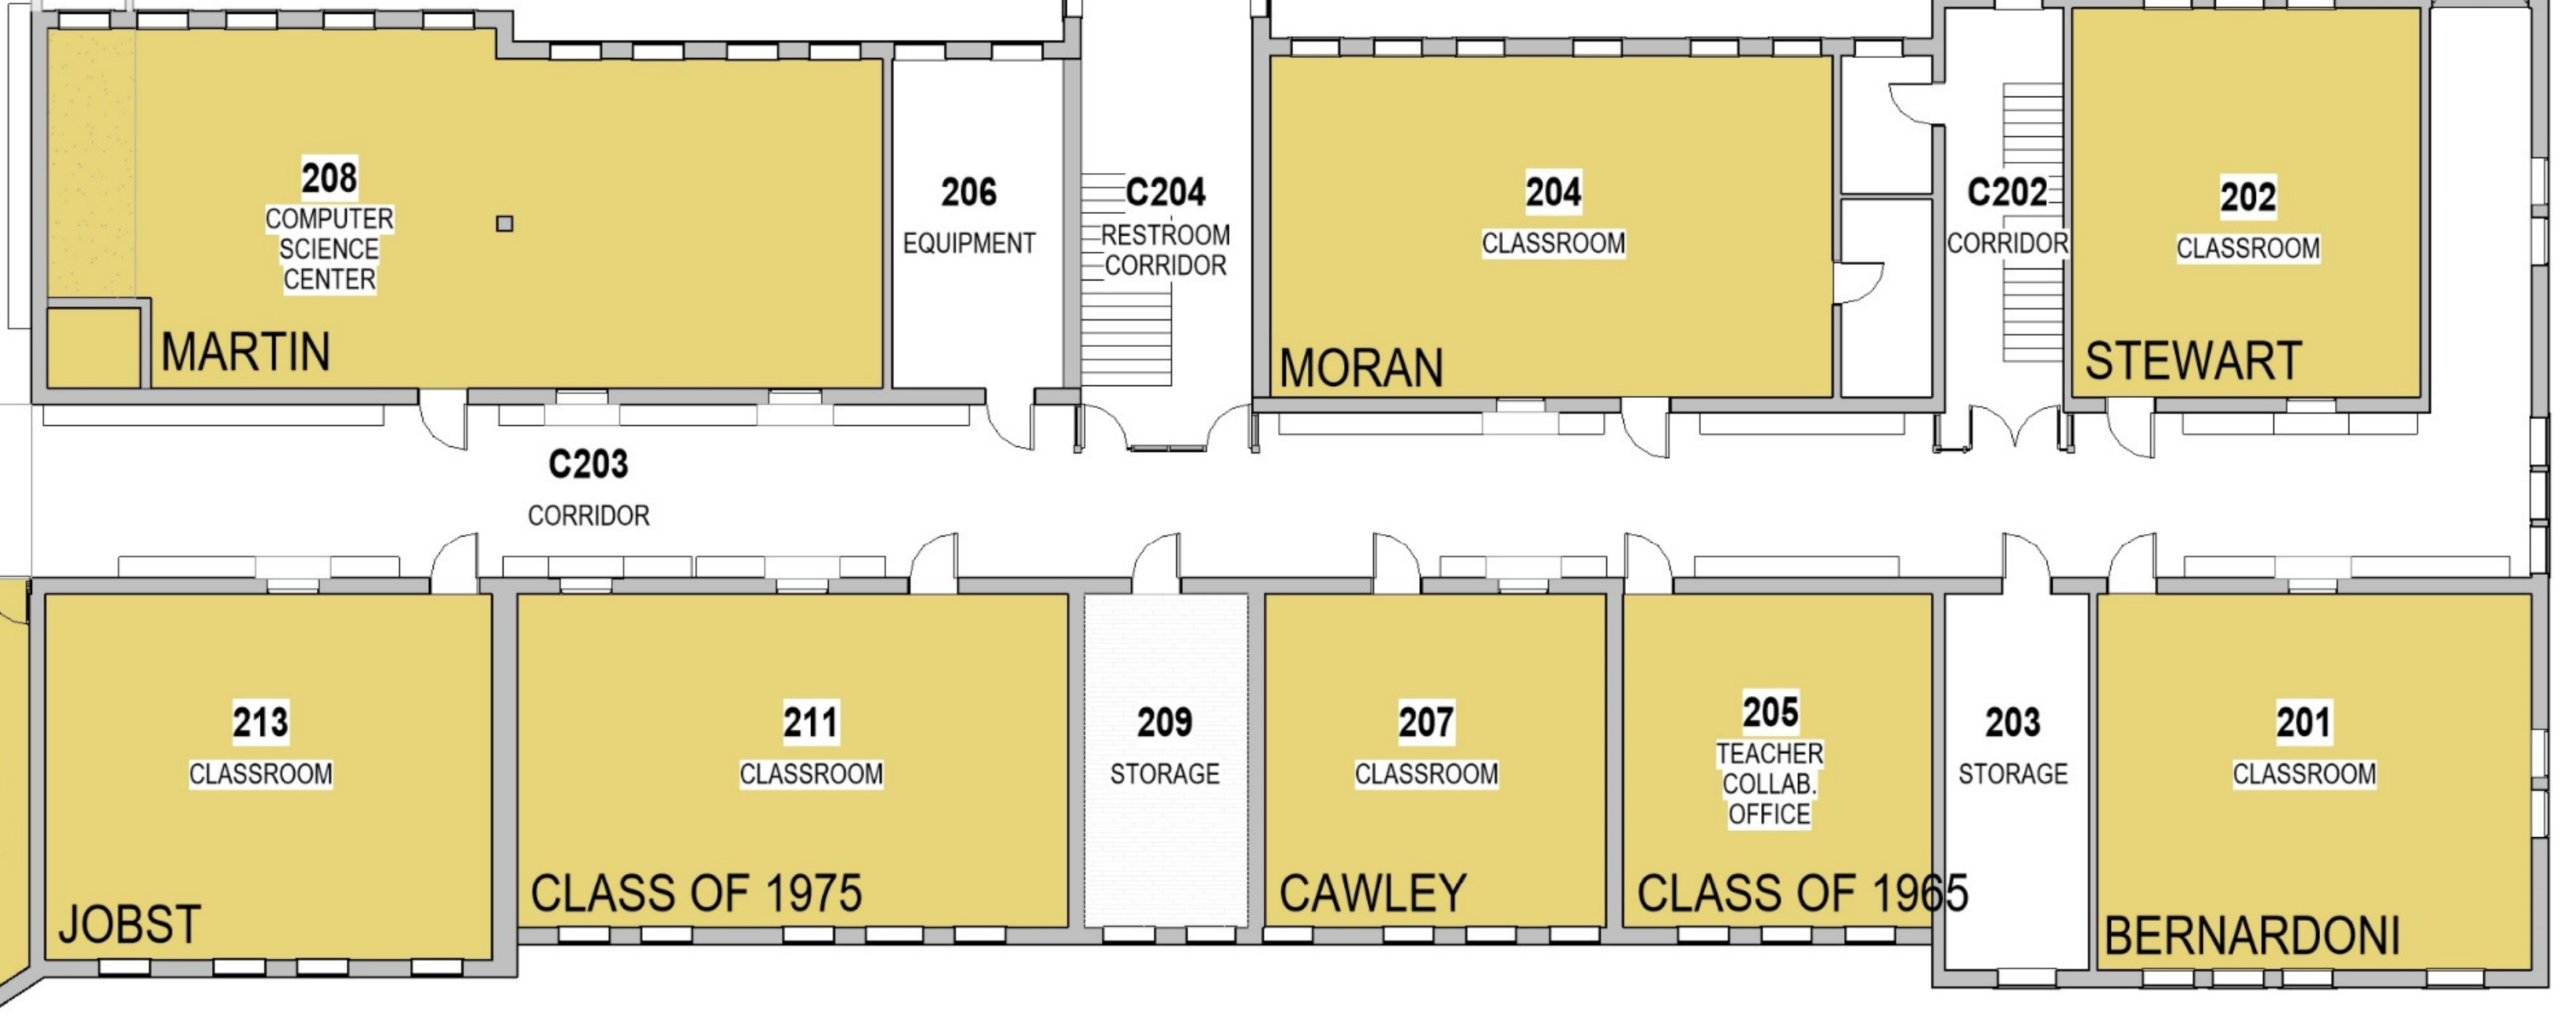 208
COMPUTER
SCIENCE
CENTER
MARTIN
206
EQUIPMENT
C204
RESTROOM
CORRIDOR
204
CLASSROOM
MORAN
C202
CORRIDOR
202
CLASSROOM
STEWART
C203
CORRIDOR
213
CLASSROOM
JOBST
211
CLASSROOM
CLASS OF 1975
209
STORAGE
207
CLASSROOM
CAWLEY
205
TEACHER
COLLAB.
OFFICE
CLASS OF 1965
203
STORAGE
201
CLASSROOM
BERNARDONI